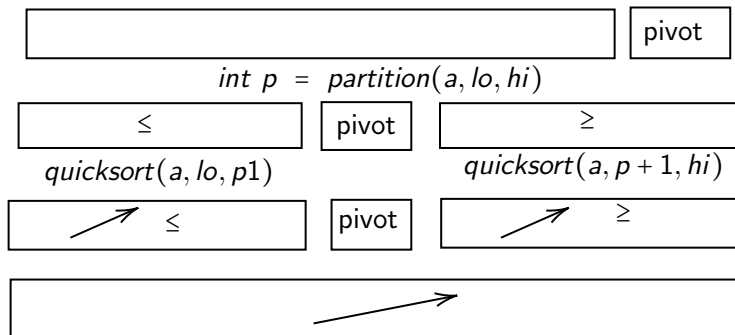 pivot
int p = partition(a, lo, hi)
≤ pivot ≥
quicksort(a, lo, p1) quicksort(a, p + 1, hi)
≤ pivot ≥